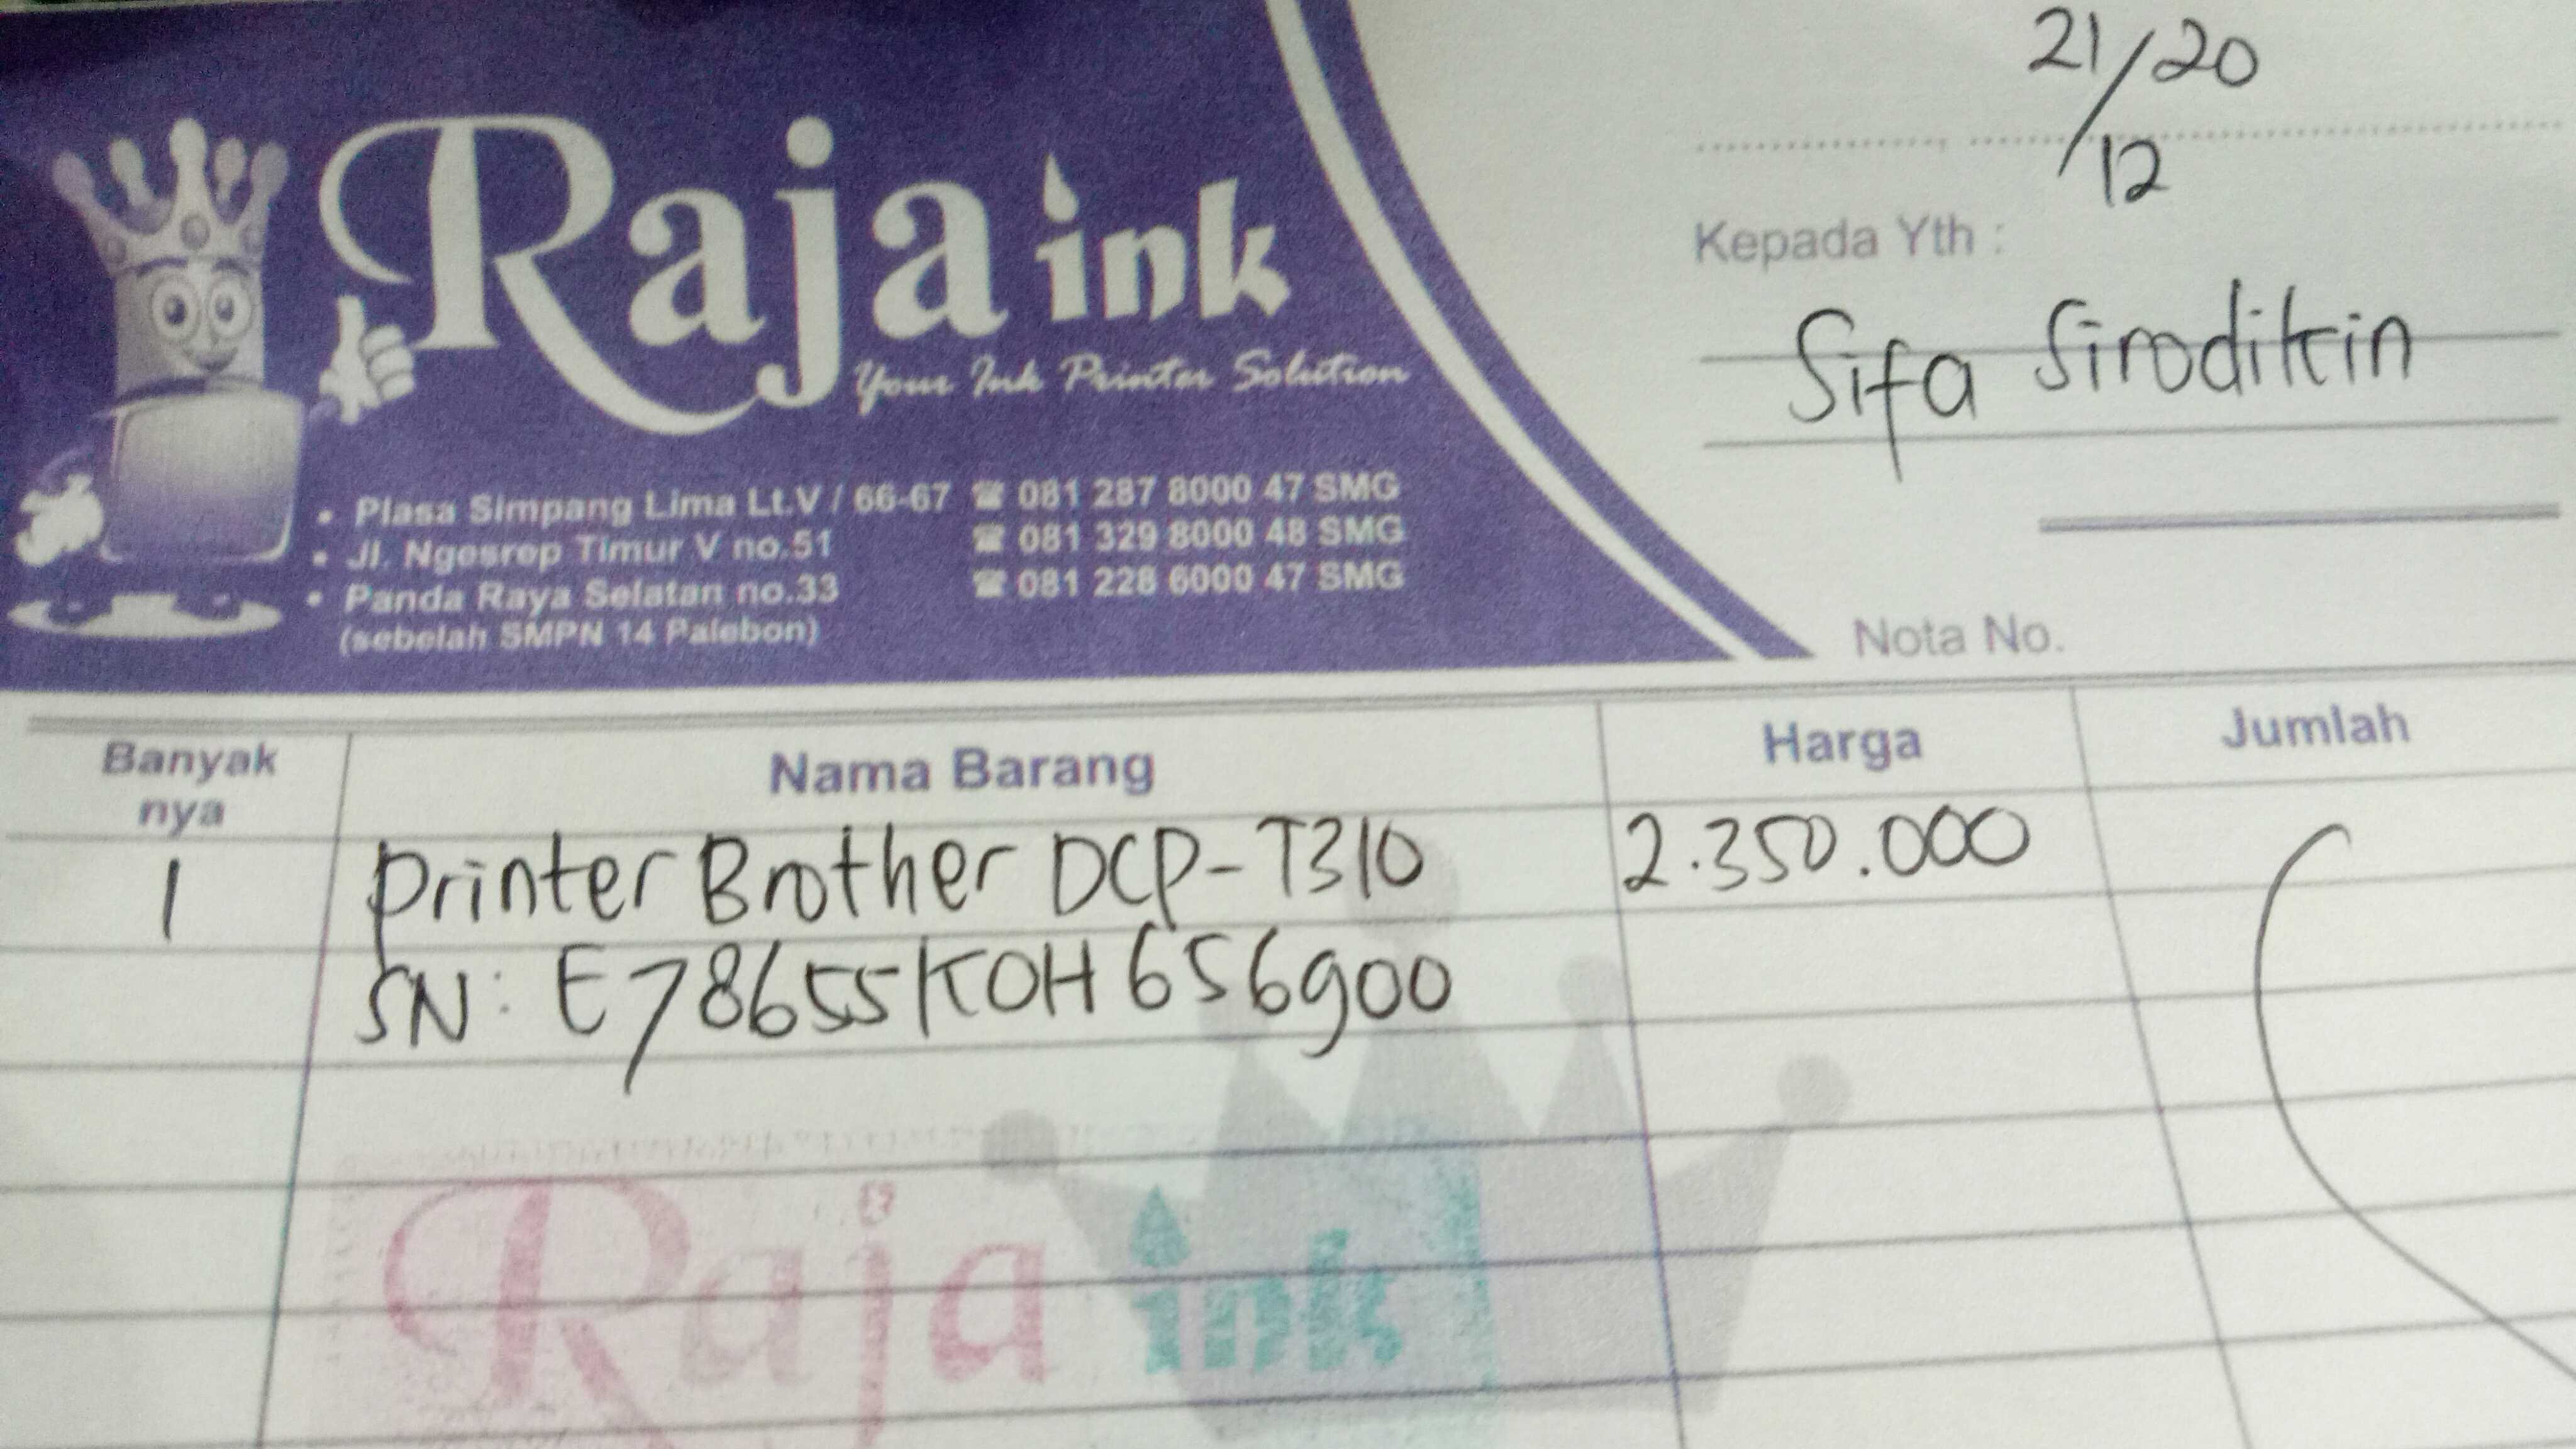 21/20
12
Raja ink
Your Ink Printer Solution
Kepada Yth :
Sifa Sirodikin
• Plasa Simpang Lima Lt.V / 66-67 ☎ 081 287 8000 47 SMG
• Jl. Ngesrep Timur V no.51 ☎ 081 329 8000 48 SMG
• Panda Raya Selatan no.33 ☎ 081 228 6000 47 SMG
(sebelah SMPN 14 Palebon)
Nota No.
Banyak nya Nama Barang Harga Jumlah
1 Printer Brother DCP-T310 2.350.000
SN: E78655K0H656900
Raja ink